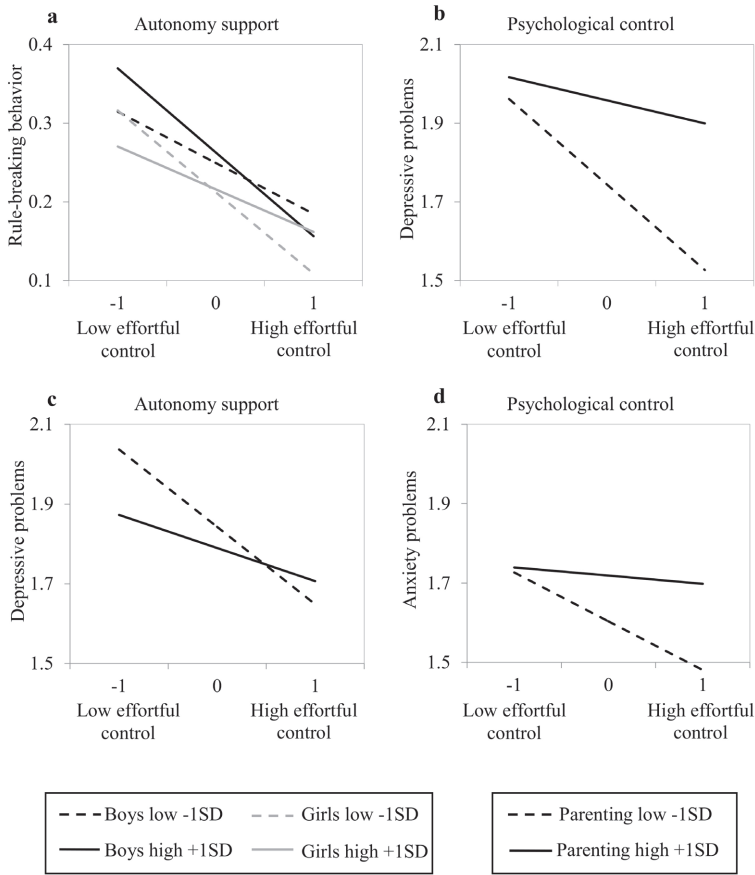 a
Autonomy support
Rule-breaking behavior
0.4
0.3
0.2
0.1
-1
0
1
Low effortful
control
High effortful
control
b
Psychological control
Depressive problems
2.1
1.9
1.7
1.5
-1
0
1
Low effortful
control
High effortful
control
c
Autonomy support
Depressive problems
2.1
1.9
1.7
1.5
-1
0
1
Low effortful
control
High effortful
control
d
Psychological control
Anxiety problems
2.1
1.9
1.7
1.5
-1
0
1
Low effortful
control
High effortful
control
Boys low -1SD
Girls low -1SD
Boys high +1SD
Girls high +1SD
Parenting low -1SD
Parenting high +1SD